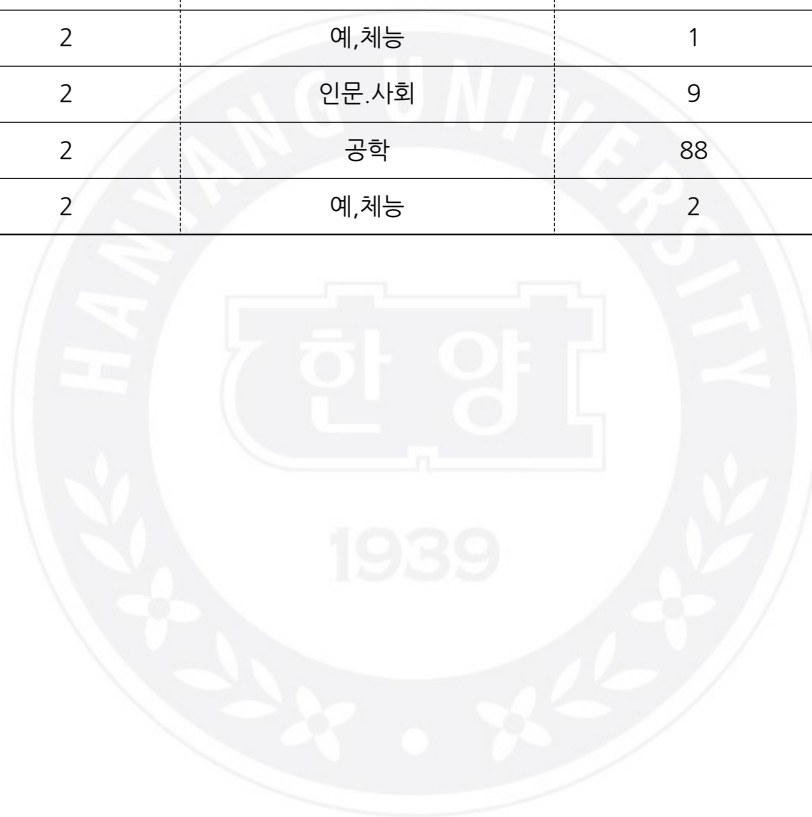 2 예,체능 1
2 인문.사회 9
2 공학 88
2 예,체능 2
HANYANG UNIVERSITY
한양
1939